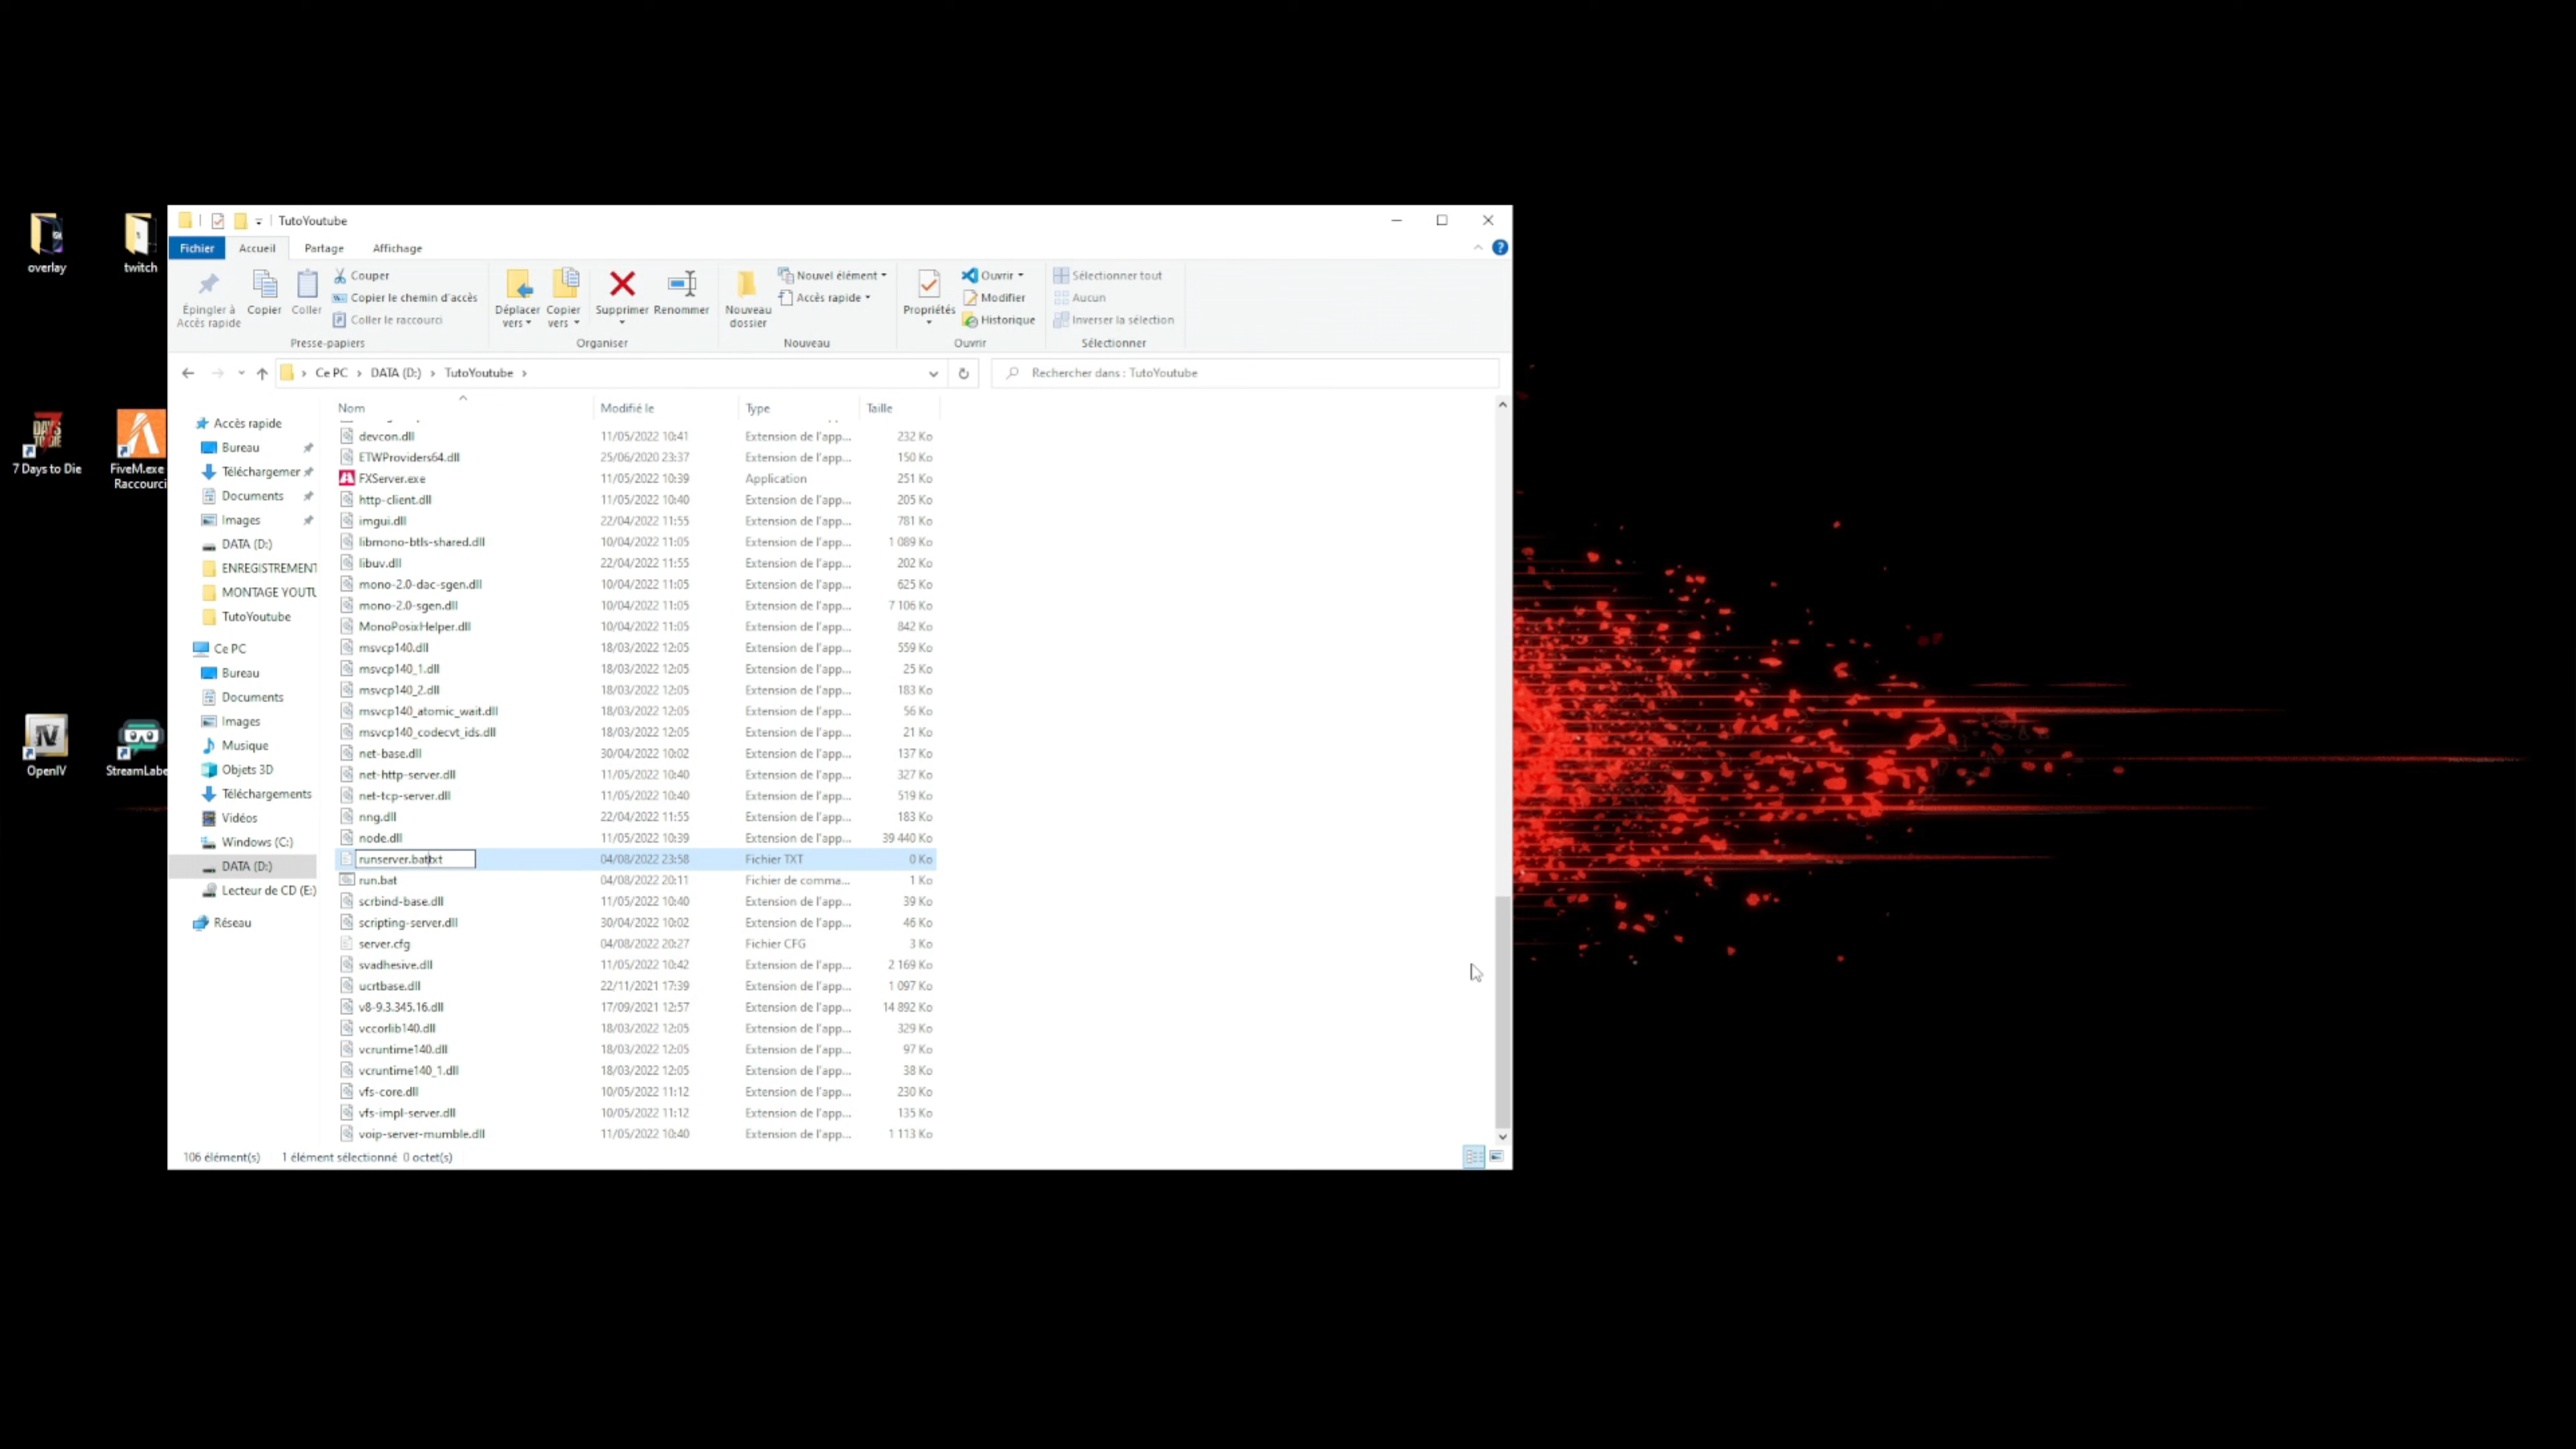 overlay
twitch
7 Days to Die
FiveM.exe
Raccourci
OpenIV
StreamLabe
TutoYoutube
Fichier
Accueil
Partage
Affichage
Épingler à
Accès rapide
Copier
Coller
Couper
Copier le chemin d'accès
Coller le raccourci
Presse-papiers
Déplacer
vers
Copier
vers
Supprimer
Renommer
Organiser
Nouveau
dossier
Nouvel élément
Accès rapide
Nouveau
Propriétés
Ouvrir
Modifier
Historique
Ouvrir
Sélectionner tout
Aucun
Inverser la sélection
Sélectionner
Ce PC > DATA (D:) > TutoYoutube >
Rechercher dans : TutoYoutube
Accès rapide
Bureau
Téléchargemer
Documents
Images
DATA (D:)
ENREGISTREMENT
MONTAGE YOUTU
TutoYoutube
Ce PC
Bureau
Documents
Images
Musique
Objets 3D
Téléchargements
Vidéos
Windows (C:)
DATA (D:)
Lecteur de CD (E:)
Réseau
Nom Modifié le Type Taille
devcon.dll 11/05/2022 10:41 Extension de l'app... 232 Ko
ETWProviders64.dll 25/06/2020 23:37 Extension de l'app... 150 Ko
FXServer.exe 11/05/2022 10:39 Application 251 Ko
http-client.dll 11/05/2022 10:40 Extension de l'app... 205 Ko
imgui.dll 22/04/2022 11:55 Extension de l'app... 781 Ko
libmono-btls-shared.dll 10/04/2022 11:05 Extension de l'app... 1 089 Ko
libuv.dll 22/04/2022 11:55 Extension de l'app... 202 Ko
mono-2.0-dac-sgen.dll 10/04/2022 11:05 Extension de l'app... 625 Ko
mono-2.0-sgen.dll 10/04/2022 11:05 Extension de l'app... 7 106 Ko
MonoPosixHelper.dll 10/04/2022 11:05 Extension de l'app... 842 Ko
msvcp140.dll 18/03/2022 12:05 Extension de l'app... 559 Ko
msvcp140_1.dll 18/03/2022 12:05 Extension de l'app... 25 Ko
msvcp140_2.dll 18/03/2022 12:05 Extension de l'app... 183 Ko
msvcp140_atomic_wait.dll 18/03/2022 12:05 Extension de l'app... 56 Ko
msvcp140_codecvt_ids.dll 18/03/2022 12:05 Extension de l'app... 21 Ko
net-base.dll 30/04/2022 10:02 Extension de l'app... 137 Ko
net-http-server.dll 11/05/2022 10:40 Extension de l'app... 327 Ko
net-tcp-server.dll 11/05/2022 10:40 Extension de l'app... 519 Ko
nng.dll 22/04/2022 11:55 Extension de l'app... 183 Ko
node.dll 11/05/2022 10:39 Extension de l'app... 39 440 Ko
runserver.battxt 04/08/2022 23:58 Fichier TXT 0 Ko
run.bat 04/08/2022 20:11 Fichier de comma... 1 Ko
scrbind-base.dll 11/05/2022 10:40 Extension de l'app... 39 Ko
scripting-server.dll 30/04/2022 10:02 Extension de l'app... 46 Ko
server.cfg 04/08/2022 20:27 Fichier CFG 3 Ko
svadhesive.dll 11/05/2022 10:42 Extension de l'app... 2 169 Ko
ucrtbase.dll 22/11/2021 17:39 Extension de l'app... 1 097 Ko
v8-9.3.345.16.dll 17/09/2021 12:57 Extension de l'app... 14 892 Ko
vccorlib140.dll 18/03/2022 12:05 Extension de l'app... 329 Ko
vcruntime140.dll 18/03/2022 12:05 Extension de l'app... 97 Ko
vcruntime140_1.dll 18/03/2022 12:05 Extension de l'app... 38 Ko
vfs-core.dll 10/05/2022 11:12 Extension de l'app... 230 Ko
vfs-impl-server.dll 10/05/2022 11:12 Extension de l'app... 135 Ko
voip-server-mumble.dll 11/05/2022 10:40 Extension de l'app... 1 113 Ko
106 élément(s) 1 élément sélectionné 0 octet(s)